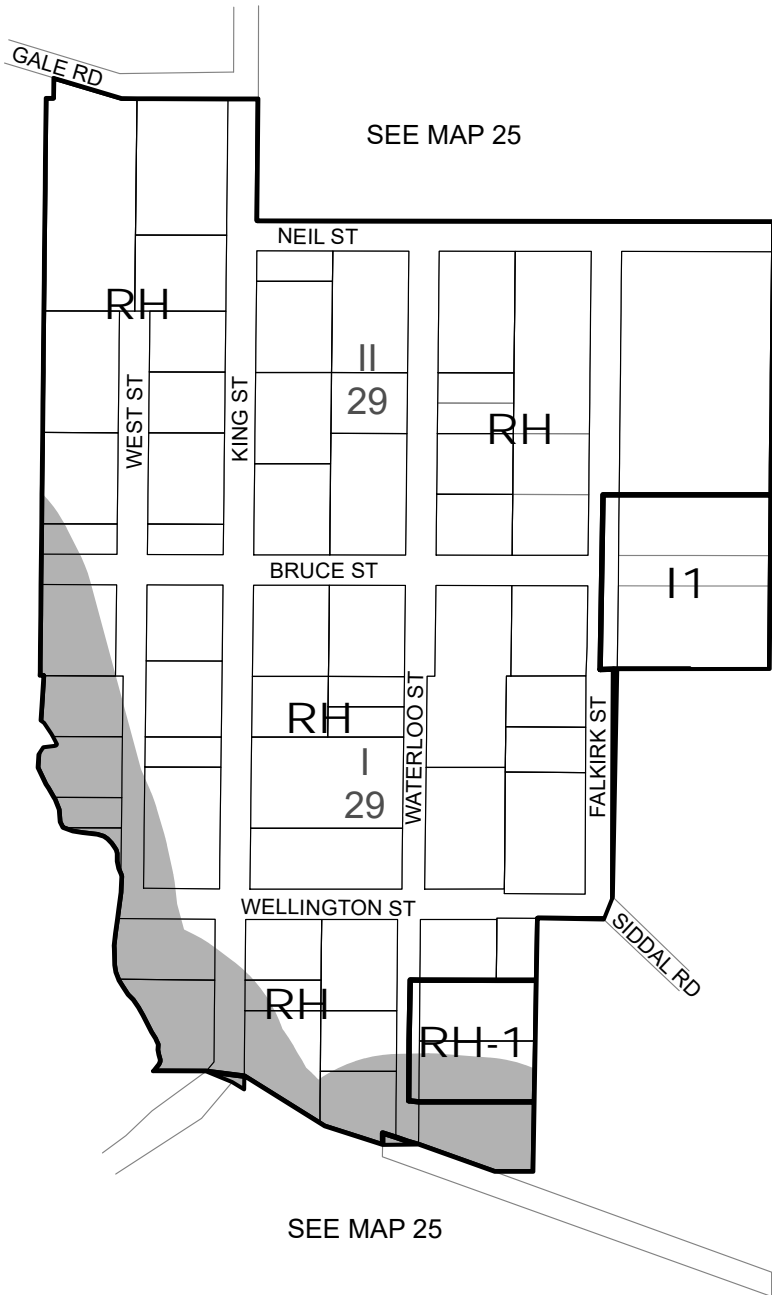 GALE RD
SEE MAP 25
NEIL ST
RH
II
29
WEST ST
KING ST
RH
BRUCE ST
I1
RH
WATERLOO ST
FALKIRK ST
I
29
WELLINGTON ST
SIDDAL RD
RH
RH-1
SEE MAP 25